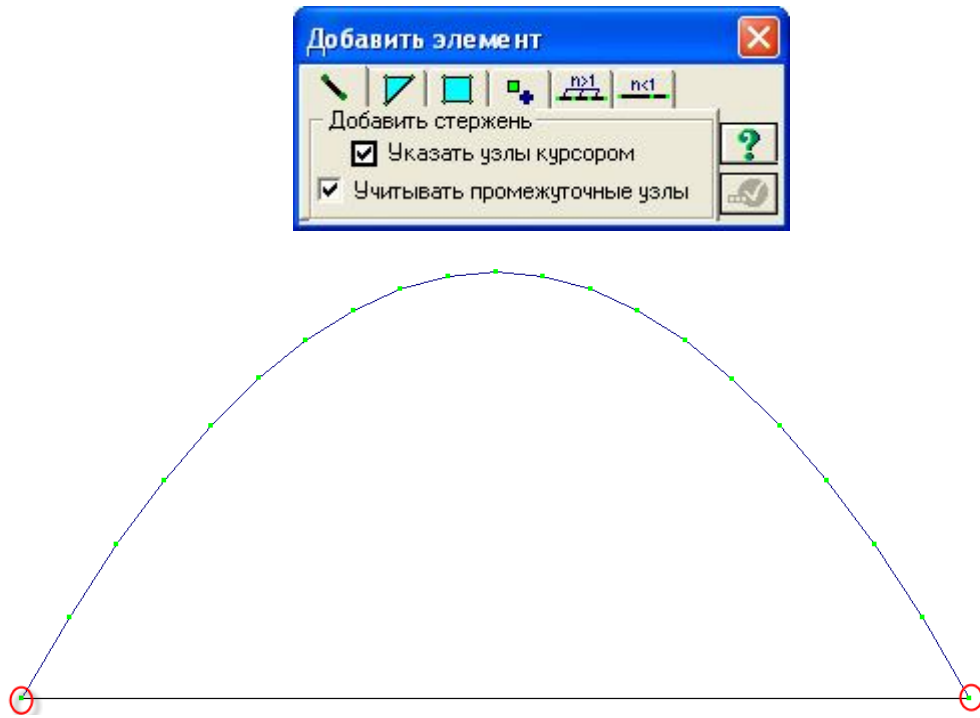 Добавить элемент
n>1
n<1
Добавить стержень
Указать узлы курсором
Учитывать промежуточные узлы
?